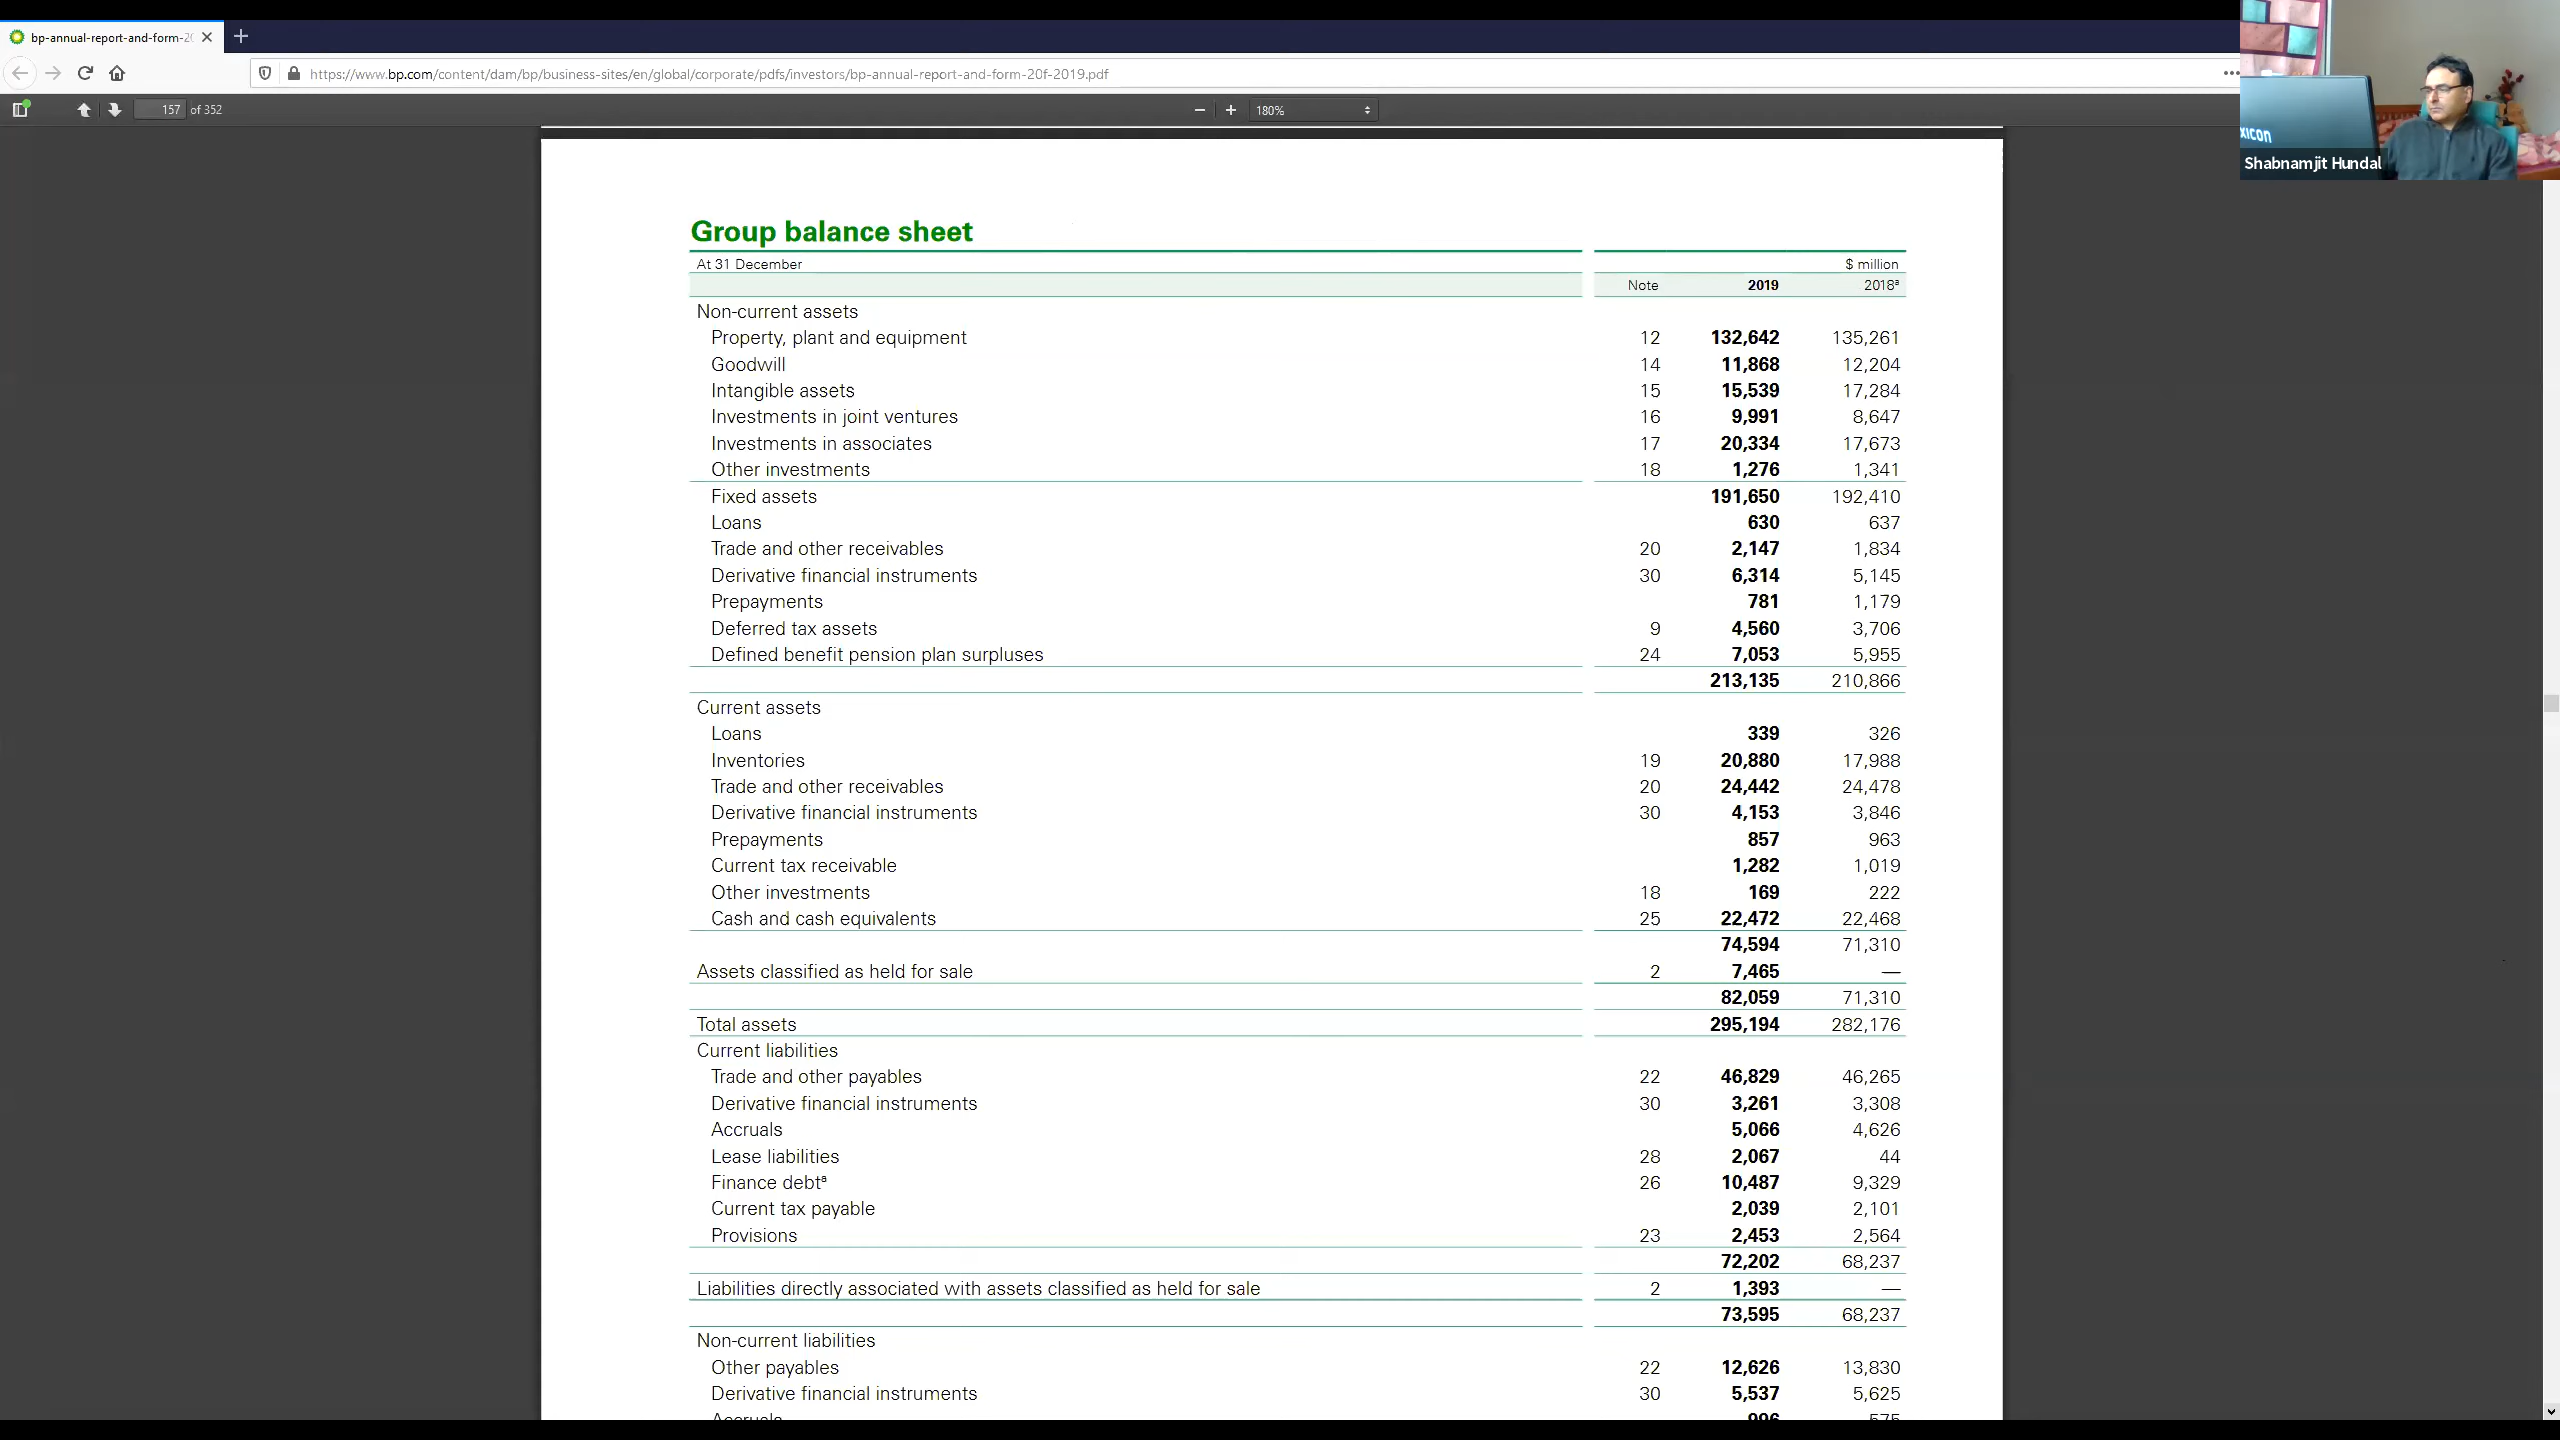 bp-annual-report-and-form-20
https://www.bp.com/content/dam/bp/business-sites/en/global/corporate/pdfs/investors/bp-annual-report-and-form-20f-2019.pdf
157 of 352
180%
xicon
Shabnamjit Hundal
Group balance sheet
At 31 December $ million
Note 2019 2018ª
Non-current assets
Property, plant and equipment 12 132,642 135,261
Goodwill 14 11,868 12,204
Intangible assets 15 15,539 17,284
Investments in joint ventures 16 9,991 8,647
Investments in associates 17 20,334 17,673
Other investments 18 1,276 1,341
Fixed assets 191,650 192,410
Loans 630 637
Trade and other receivables 20 2,147 1,834
Derivative financial instruments 30 6,314 5,145
Prepayments 781 1,179
Deferred tax assets 9 4,560 3,706
Defined benefit pension plan surpluses 24 7,053 5,955
213,135 210,866
Current assets
Loans 339 326
Inventories 19 20,880 17,988
Trade and other receivables 20 24,442 24,478
Derivative financial instruments 30 4,153 3,846
Prepayments 857 963
Current tax receivable 1,282 1,019
Other investments 18 169 222
Cash and cash equivalents 25 22,472 22,468
74,594 71,310
Assets classified as held for sale 2 7,465 —
82,059 71,310
Total assets 295,194 282,176
Current liabilities
Trade and other payables 22 46,829 46,265
Derivative financial instruments 30 3,261 3,308
Accruals 5,066 4,626
Lease liabilities 28 2,067 44
Finance debtª 26 10,487 9,329
Current tax payable 2,039 2,101
Provisions 23 2,453 2,564
72,202 68,237
Liabilities directly associated with assets classified as held for sale 2 1,393 —
73,595 68,237
Non-current liabilities
Other payables 22 12,626 13,830
Derivative financial instruments 30 5,537 5,625
Accruals 996 575